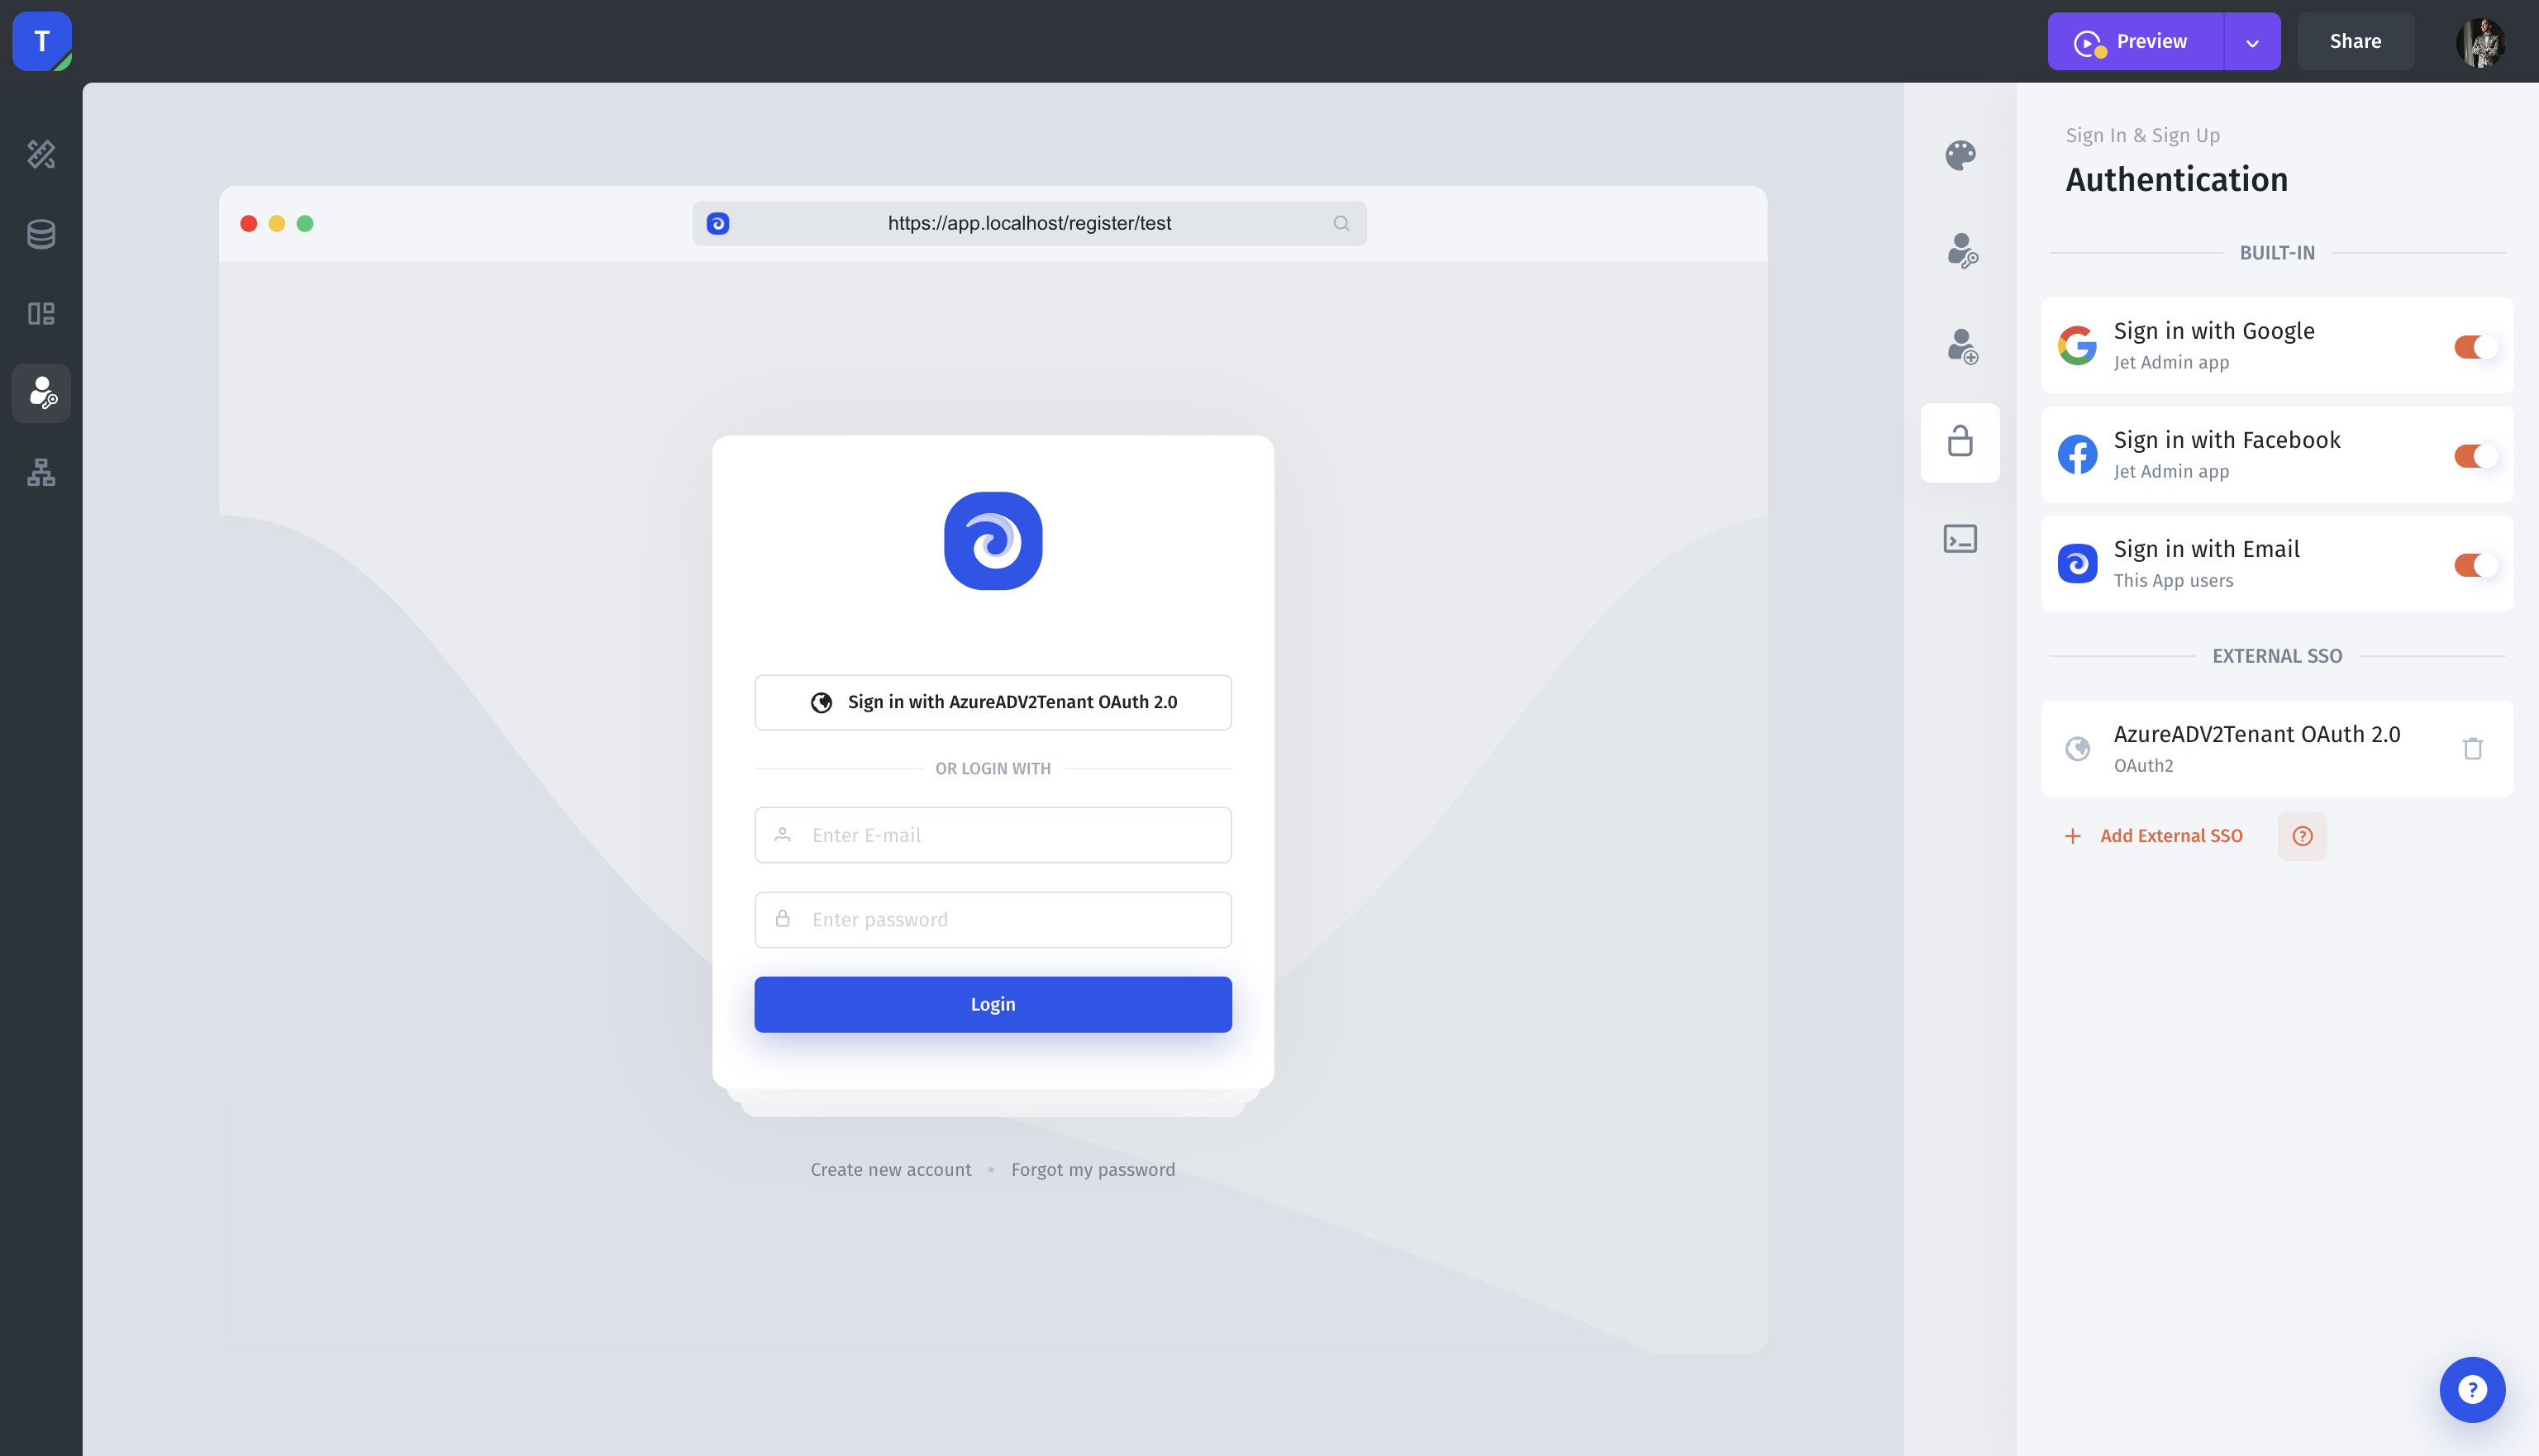 T
Preview
Share
https://app.localhost/register/test
Sign in with AzureADV2Tenant OAuth 2.0
OR LOGIN WITH
Enter E-mail
Enter password
Login
Create new account • Forgot my password
Sign In & Sign Up
Authentication
BUILT-IN
Sign in with Google
Jet Admin app
Sign in with Facebook
Jet Admin app
Sign in with Email
This App users
EXTERNAL SSO
AzureADV2Tenant OAuth 2.0
OAuth2
+ Add External SSO ?
?